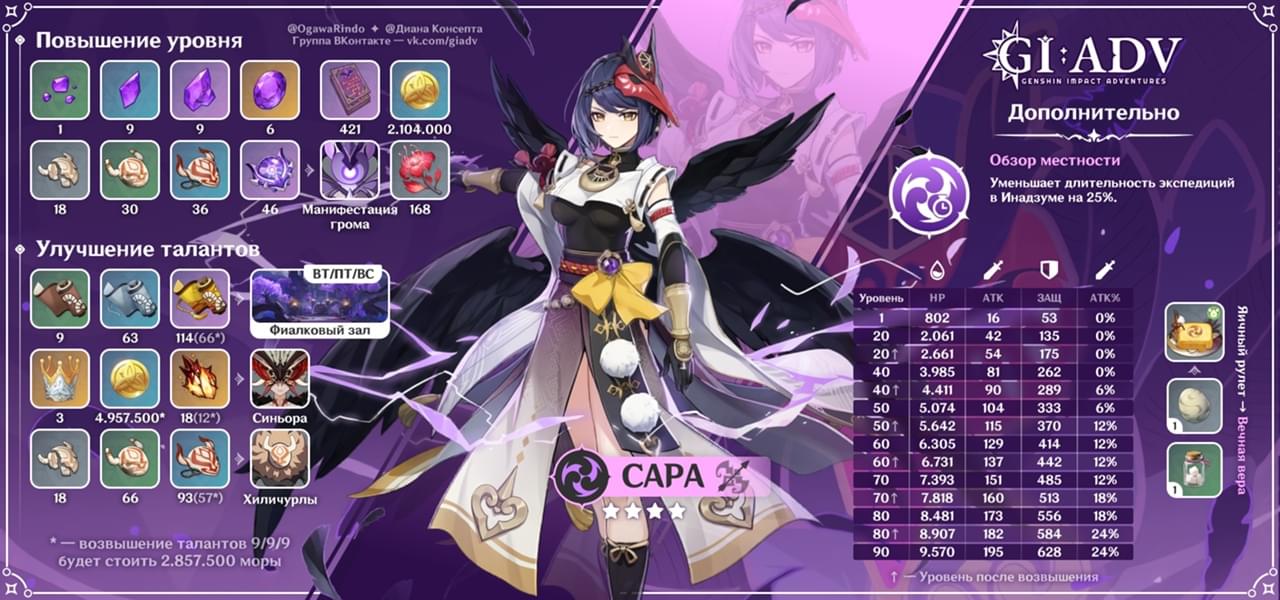 Повышение уровня
@OgawaRindo ✦ @Диана Консепта
Группа ВКонтакте — vk.com/giadv
1 9 9 6 421 2.104.000
18 30 36 46 Манифестация грома 168
Улучшение талантов
ВТ/ПТ/ВС
Фиалковый зал
9 63 114(66*)
3 4.957.500* 18(12*) Синьора
18 66 93(57*) Хиличурлы
* — возвышение талантов 9/9/9
будет стоить 2.857.500 моры
САРА
GI:ADV
GENSHIN IMPACT ADVENTURES
Дополнительно
Обзор местности
Уменьшает длительность экспедиций
в Инадзуме на 25%.
Уровень HP АТК ЗАЩ АТК%
1 802 16 53 0%
20 2.061 42 135 0%
20↑ 2.661 54 175 0%
40 3.985 81 262 0%
40↑ 4.411 90 289 6%
50 5.074 104 333 6%
50↑ 5.642 115 370 12%
60 6.305 129 414 12%
60↑ 6.731 137 442 12%
70 7.393 151 485 12%
70↑ 7.818 160 513 18%
80 8.481 173 556 18%
80↑ 8.907 182 584 24%
90 9.570 195 628 24%
↑ — Уровень после возвышения
Яичный рулет → Вечная вера
1
1